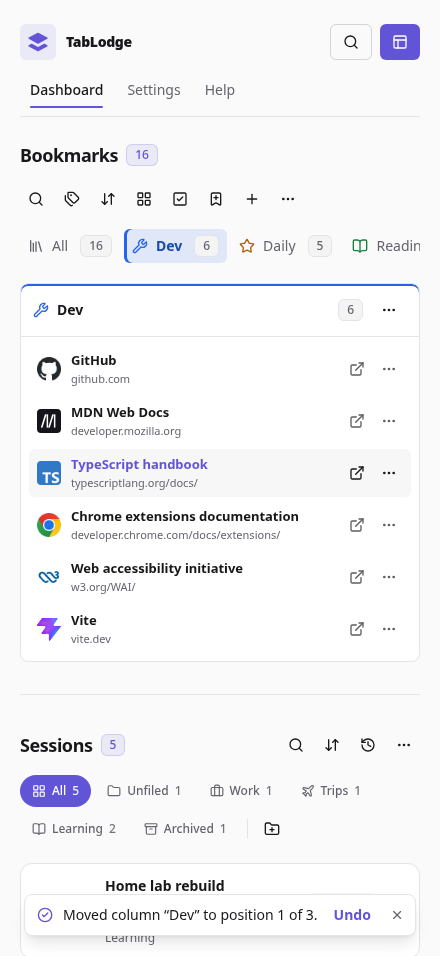 TabLodge
Dashboard Settings Help
Bookmarks 16
All 16 Dev 6 Daily 5 Readin
Dev 6
GitHub
github.com
MDN Web Docs
developer.mozilla.org
TypeScript handbook
typescriptlang.org/docs/
Chrome extensions documentation
developer.chrome.com/docs/extensions/
Web accessibility initiative
w3.org/WAI/
Vite
vite.dev
Sessions 5
All 5 Unfiled 1 Work 1 Trips 1
Learning 2 Archived 1
Home lab rebuild
Moved column “Dev” to position 1 of 3. Undo
Learning